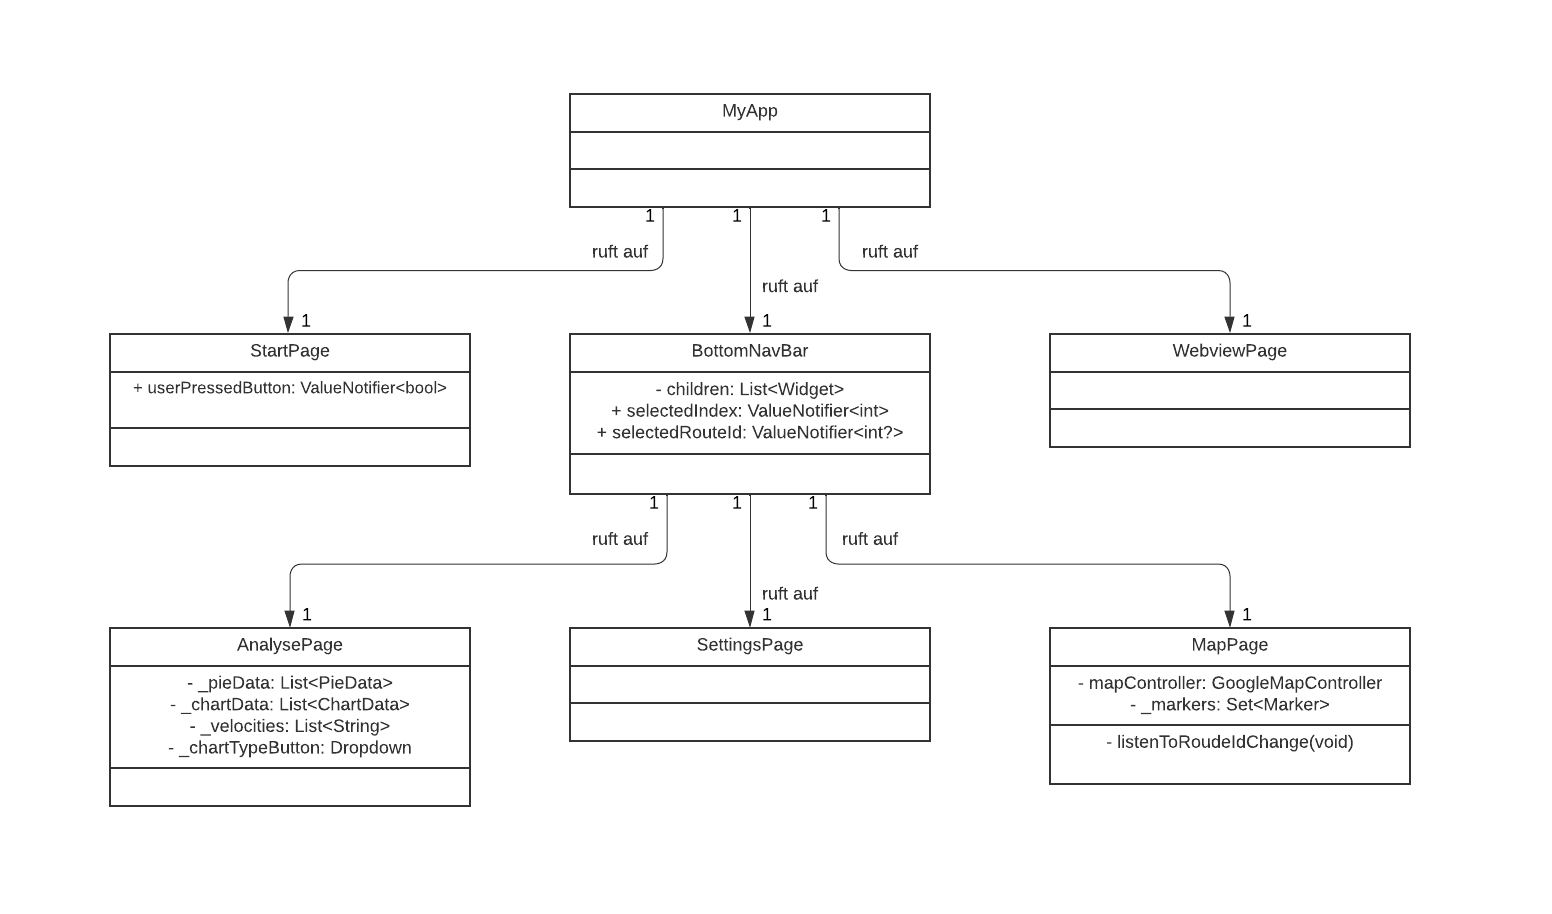 MyApp
1
1
1
ruft auf
ruft auf
ruft auf
1
1
1
StartPage
+ userPressedButton: ValueNotifier<bool>
BottomNavBar
- children: List<Widget>
+ selectedIndex: ValueNotifier<int>
+ selectedRouteId: ValueNotifier<int?>
WebviewPage
1
1
1
ruft auf
ruft auf
ruft auf
1
1
1
AnalysePage
- _pieData: List<PieData>
- _chartData: List<ChartData>
- _velocities: List<String>
- _chartTypeButton: Dropdown
SettingsPage
MapPage
- mapController: GoogleMapController
- _markers: Set<Marker>
- listenToRoudeIdChange(void)